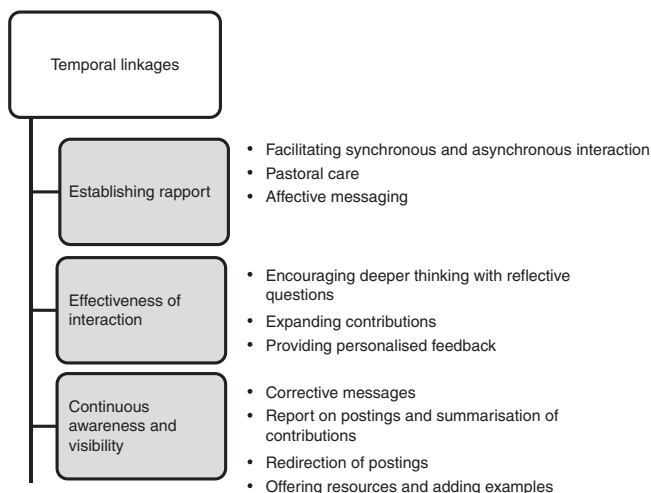 Temporal linkages
Establishing rapport
• Facilitating synchronous and asynchronous interaction
• Pastoral care
• Affective messaging
Effectiveness of
interaction
• Encouraging deeper thinking with reflective
questions
• Expanding contributions
• Providing personalised feedback
Continuous
awareness and
visibility
• Corrective messages
• Report on postings and summarisation of
contributions
• Redirection of postings
• Offering resources and adding examples